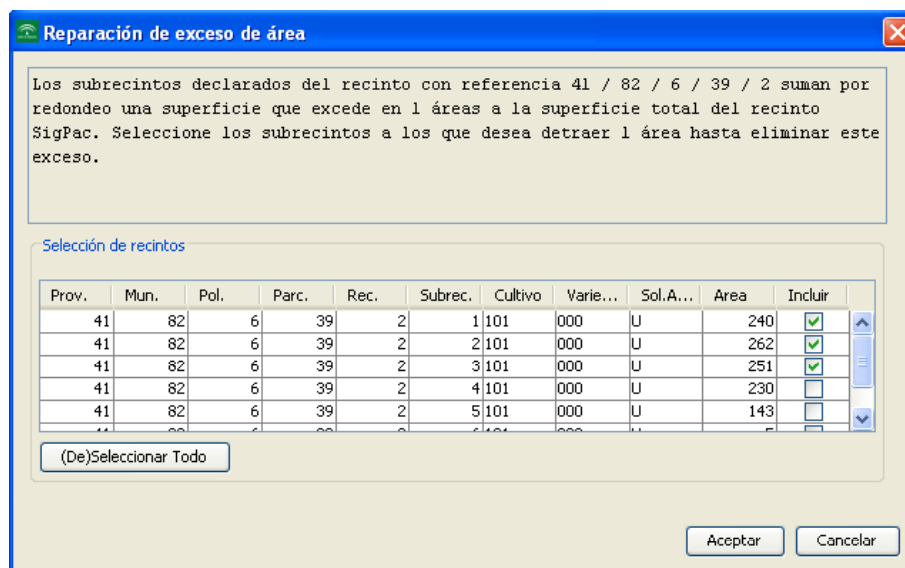 Reparación de exceso de área
Los subrecintos declarados del recinto con referencia 41 / 82 / 6 / 39 / 2 suman por
redondeo una superficie que excede en 1 áreas a la superficie total del recinto
SigPac. Seleccione los subrecintos a los que desea detraer 1 área hasta eliminar este
exceso.
Selección de recintos
Prov. Mun. Pol. Parc. Rec. Subrec. Cultivo Varie... Sol.A... Area Incluir
41 82 6 39 2 1 101 000 U 240
41 82 6 39 2 2 101 000 U 262
41 82 6 39 2 3 101 000 U 251
41 82 6 39 2 4 101 000 U 230
41 82 6 39 2 5 101 000 U 143
(De)Seleccionar Todo
Aceptar Cancelar